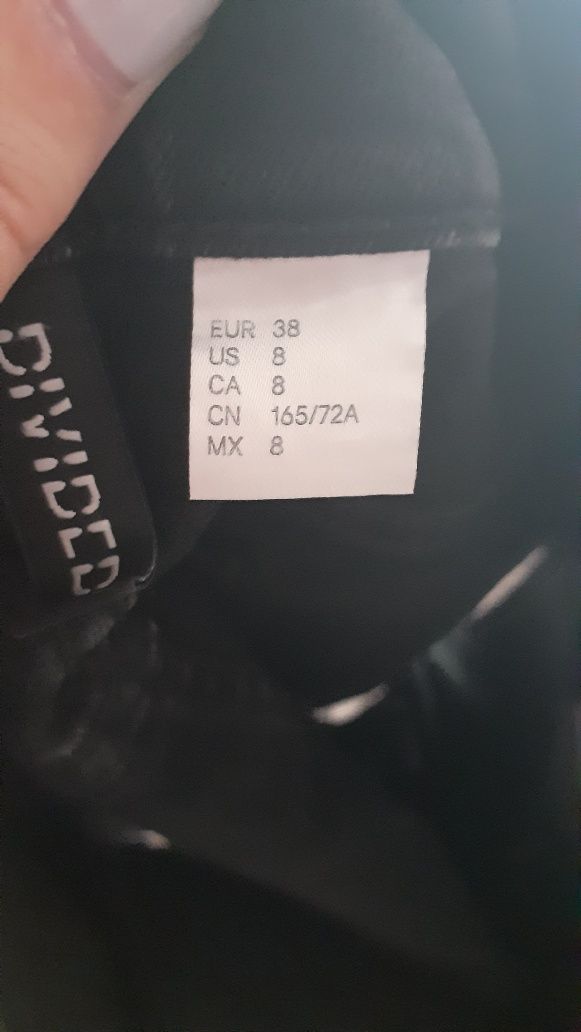 DIVIDED
EUR 38
US 8
CA 8
CN 165/72A
MX 8